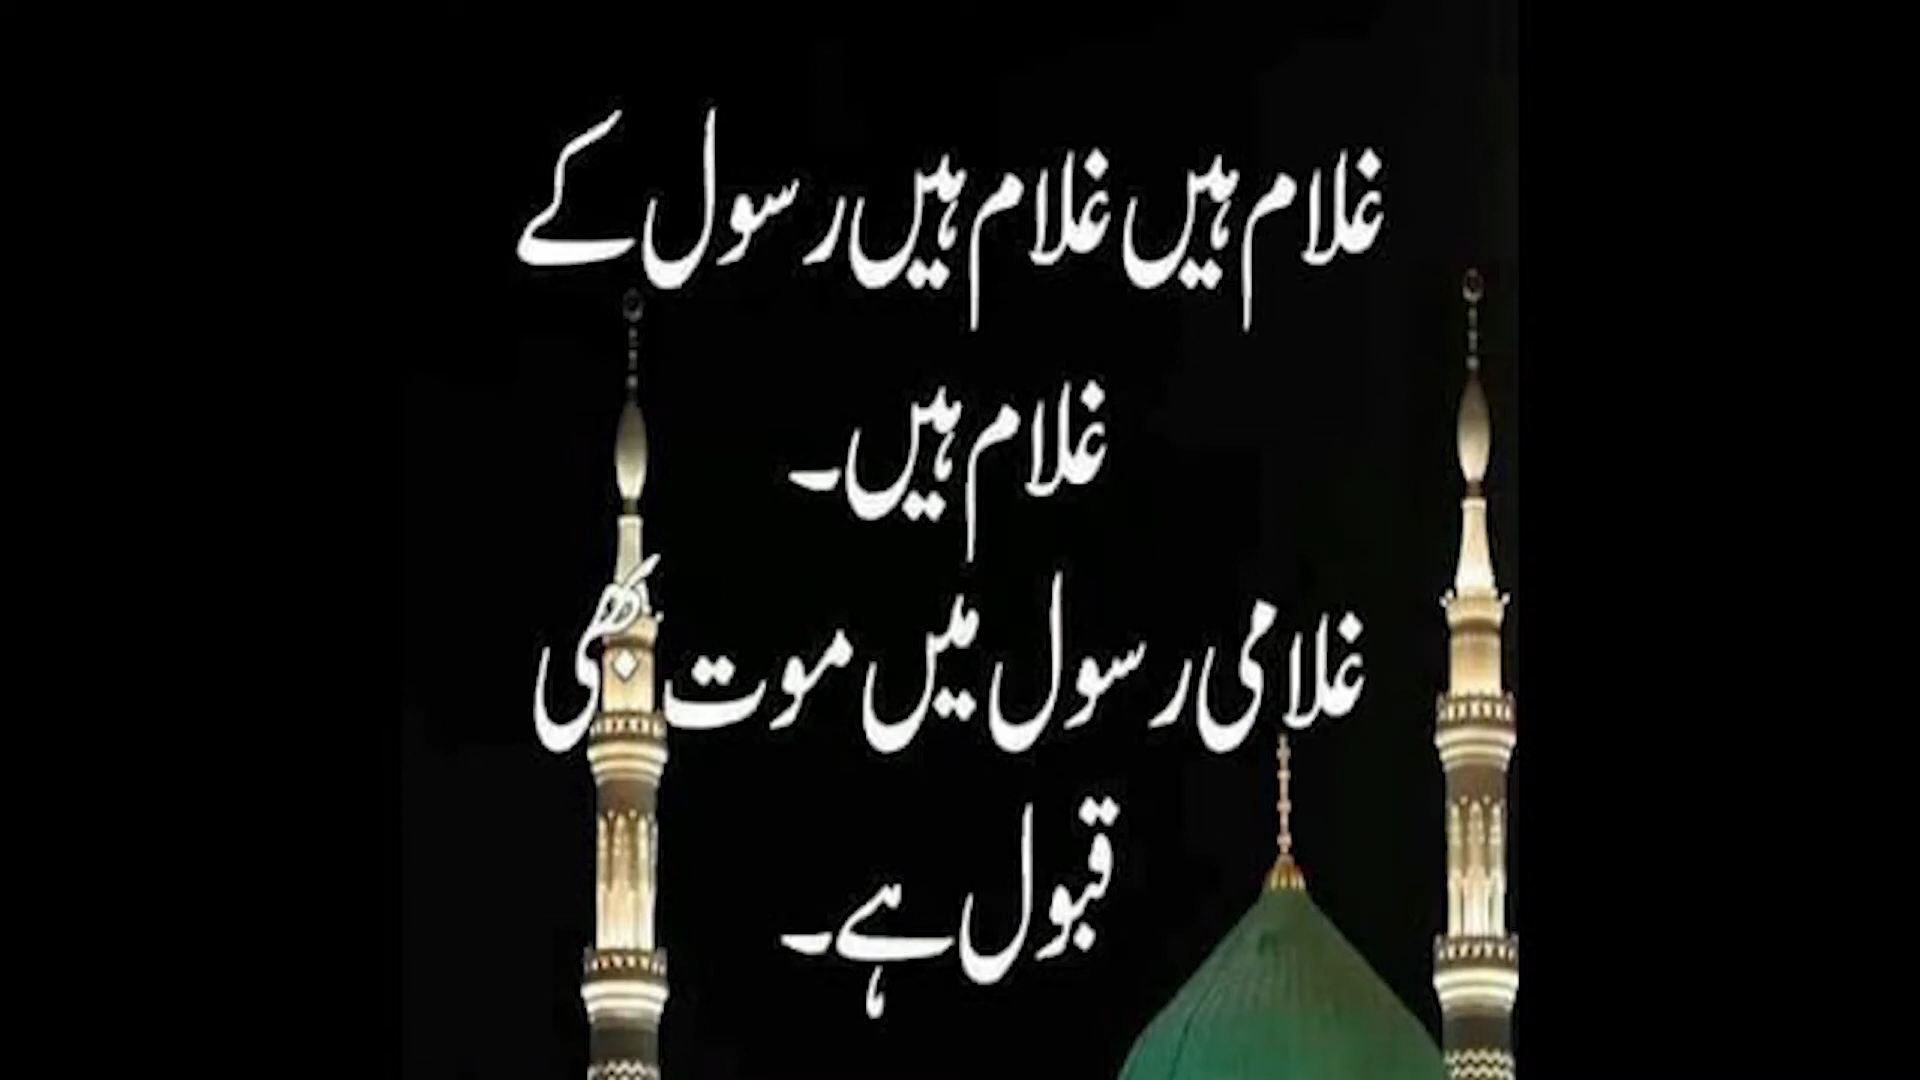 غلام ہیں غلام ہیں رسول کے
غلام ہیں۔
غلامی رسول میں موت بھی
قبول ہے۔